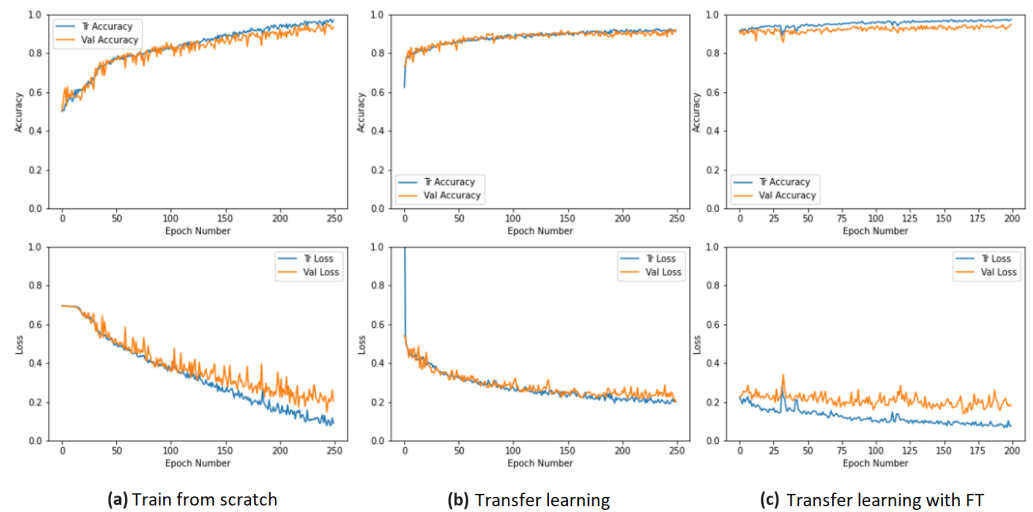 1.0
0.8
0.6
0.4
0.2
0.0
Accuracy
Tr Accuracy
Val Accuracy
0 50 100 150 200 250
Epoch Number
1.0
0.8
0.6
0.4
0.2
0.0
Accuracy
Tr Accuracy
Val Accuracy
0 50 100 150 200 250
Epoch Number
1.0
0.8
0.6
0.4
0.2
0.0
Accuracy
Tr Accuracy
Val Accuracy
0 25 50 75 100 125 150 175 200
Epoch Number
1.0
0.8
0.6
0.4
0.2
0.0
Loss
Tr Loss
Val Loss
0 50 100 150 200 250
Epoch Number
1.0
0.8
0.6
0.4
0.2
0.0
Loss
Tr Loss
Val Loss
0 50 100 150 200 250
Epoch Number
1.0
0.8
0.6
0.4
0.2
0.0
Loss
Tr Loss
Val Loss
0 25 50 75 100 125 150 175 200
Epoch Number
(a) Train from scratch
(b) Transfer learning
(c) Transfer learning with FT